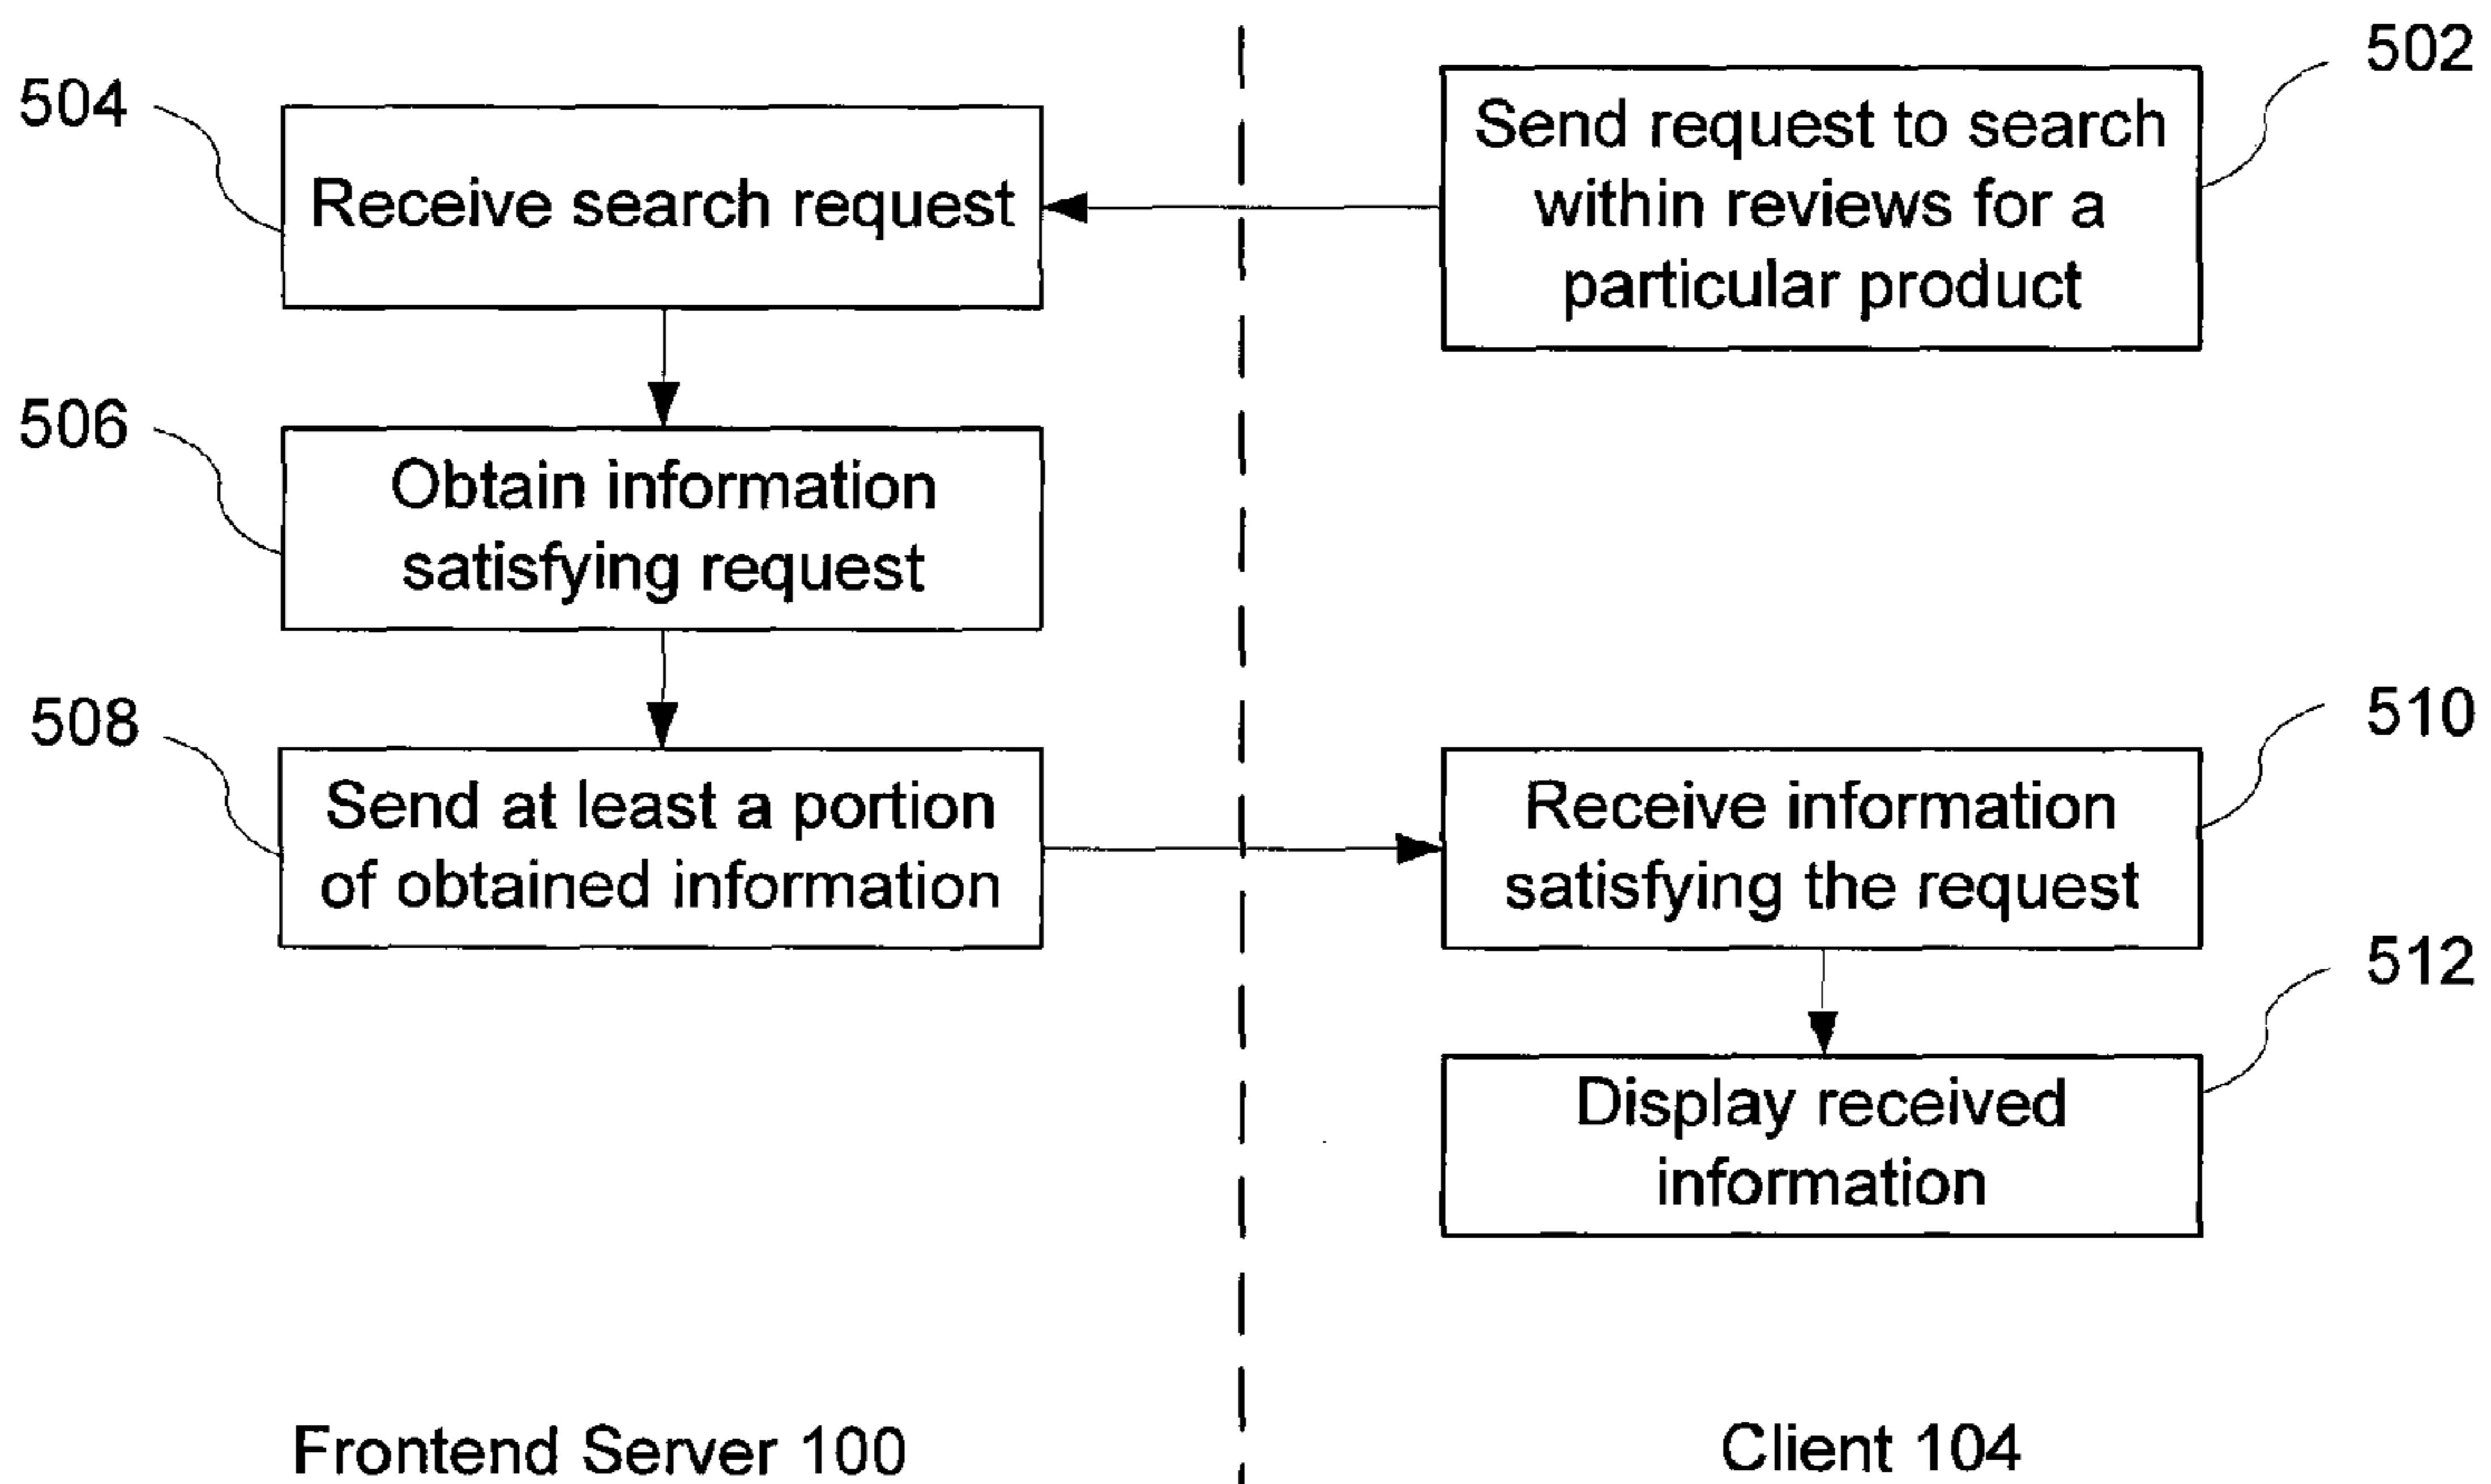 502
Send request to search
within reviews for a
particular product
504
Receive search request
506
Obtain information
satisfying request
508
Send at least a portion
of obtained information
510
Receive information
satisfying the request
512
Display received
information
Frontend Server 100
Client 104